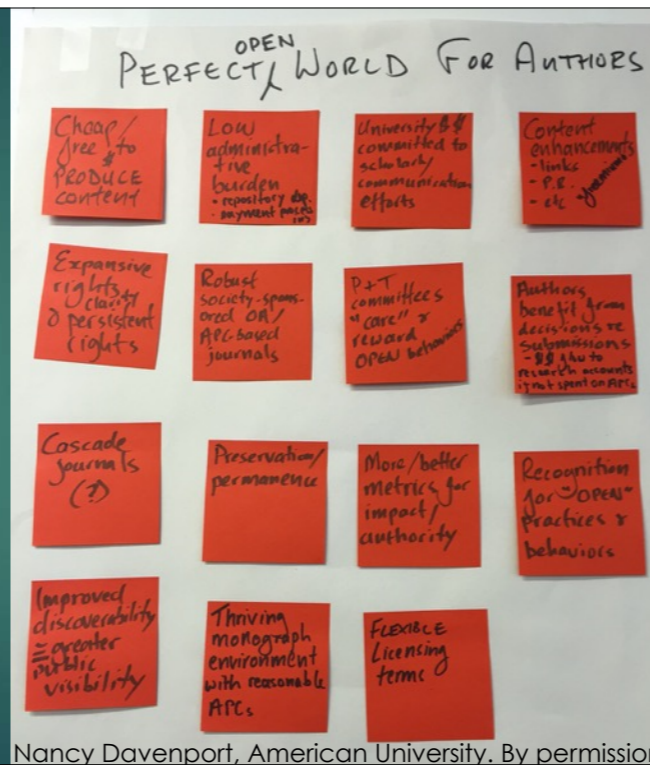 OPEN
PERFECT WORLD FOR AUTHORS
Cheap/
free $ to
PRODUCE
content
Low
administra-
tive
burden
• repository dep.
• payment
University $$
committed to
scholarly
communication
efforts
Content
enhancements
- links
- P.R.
- etc
Expansive
rights
clarity
& persistent
rights
Robust
society-spons-
ored OA/
APC-based
journals
P+T
committees
"care" &
reward
OPEN behaviors
Authors
benefit from
decisions re
submissions
- $$ to
research accounts
if not spent on APCs
Cascade
journals
(?)
Preservation/
permanence
More/better
metrics for
impact/
authority
Recognition
for "OPEN"
practices &
behaviors
Improved
discoverability
= greater
public
visibility
Thriving
monograph
environment
with reasonable
APCs
FLEXIBLE
Licensing
terms
Nancy Davenport, American University. By permission